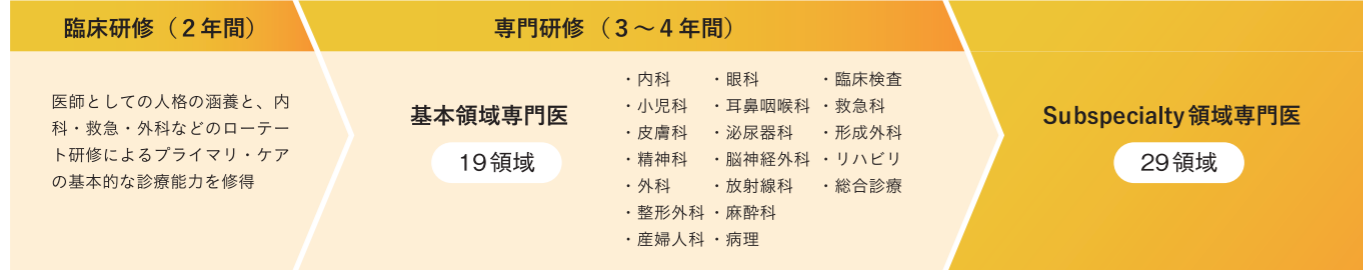 臨床研修（２年間）
医師としての人格の涵養と、内
科・救急・外科などのローテー
ト研修によるプライマリ・ケア
の基本的な診療能力を修得
専門研修（３〜４年間）
基本領域専門医
19領域
・内科
・小児科
・皮膚科
・精神科
・外科
・整形外科
・産婦人科
・眼科
・耳鼻咽喉科
・泌尿器科
・脳神経外科
・放射線科
・麻酔科
・病理
・臨床検査
・救急科
・形成外科
・リハビリ
・総合診療
Subspecialty領域専門医
29領域